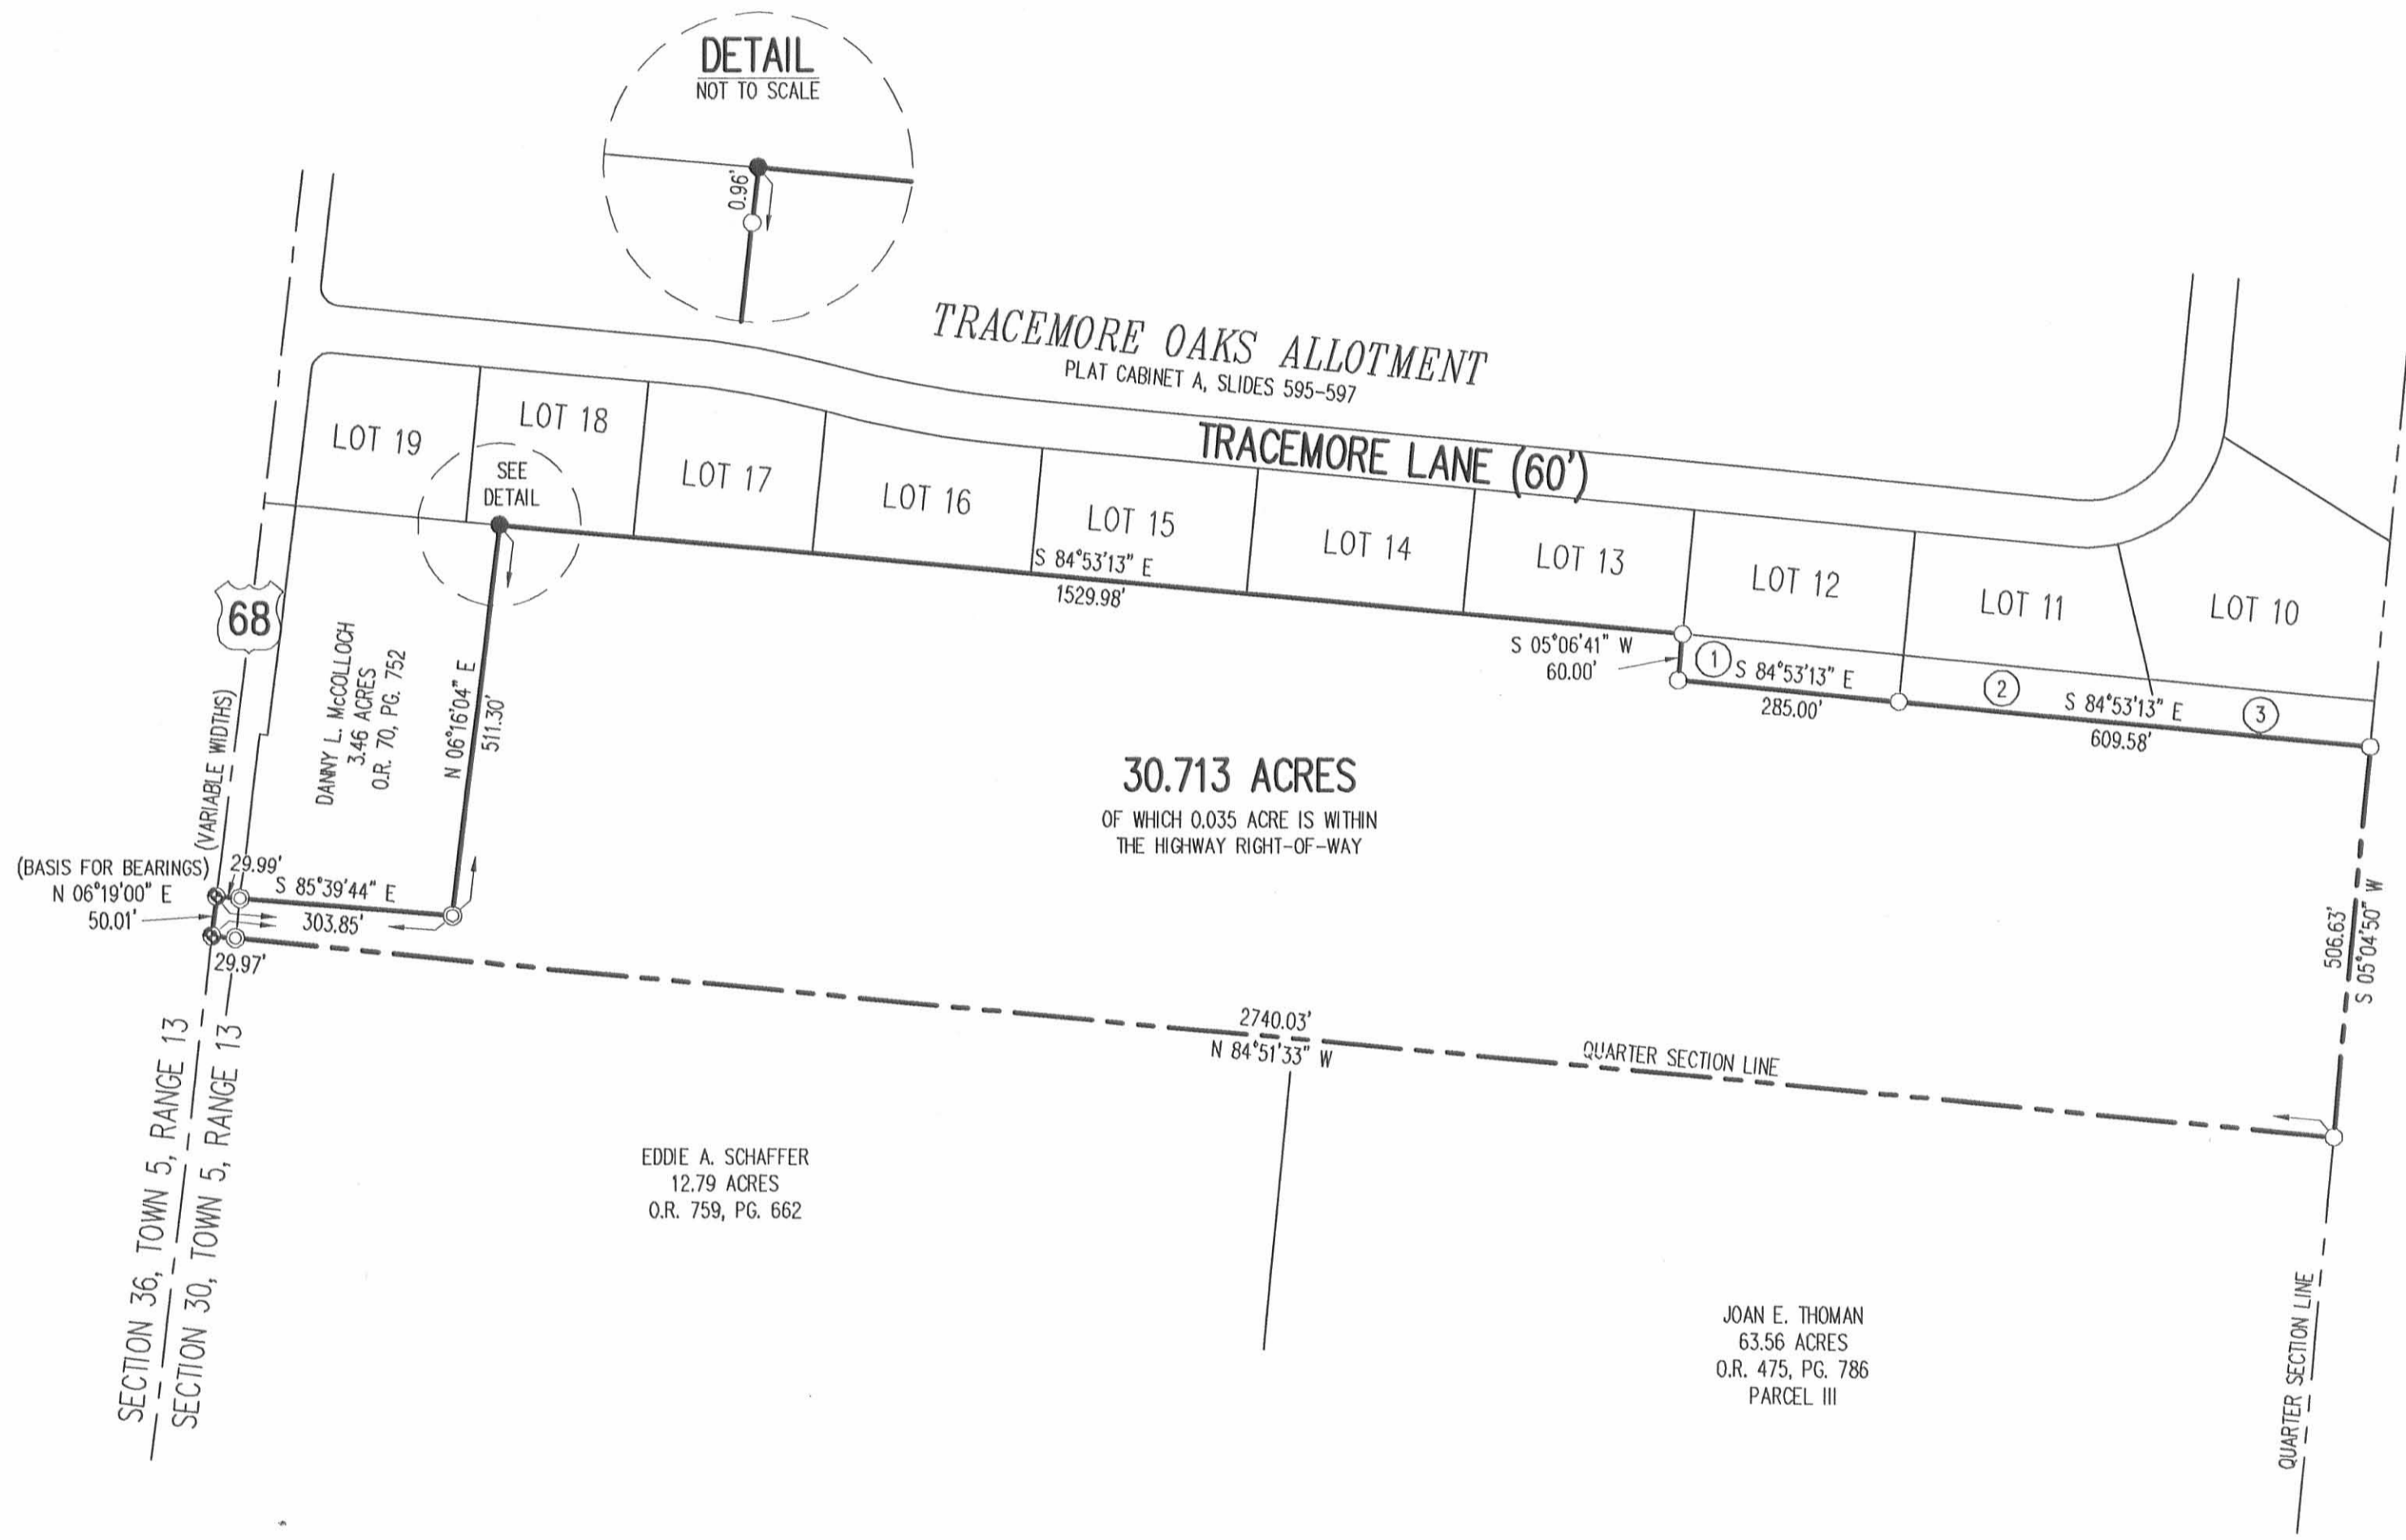 DETAIL
NOT TO SCALE
0.96'
TRACEMORE OAKS ALLOTMENT
PLAT CABINET A, SLIDES 595-597
TRACEMORE LANE (60')
LOT 19
LOT 18
SEE
DETAIL
LOT 17
LOT 16
LOT 15
LOT 14
LOT 13
LOT 12
LOT 11
LOT 10
S 84°53'13" E
1529.98'
S 05°06'41" W
60.00'
1
S 84°53'13" E
285.00'
2
S 84°53'13" E
609.58'
3
68
(VARIABLE WIDTHS)
DANNY L. McCOLLOCH
3.46 ACRES
O.R. 70, PG. 752
N 06°16'04" E
511.30'
30.713 ACRES
OF WHICH 0.035 ACRE IS WITHIN
THE HIGHWAY RIGHT-OF-WAY
(BASIS FOR BEARINGS)
N 06°19'00" E
50.01'
29.99'
S 85°39'44" E
303.85'
29.97'
506.63'
S 05°04'50" W
2740.03'
N 84°51'33" W
QUARTER SECTION LINE
SECTION 36, TOWN 5, RANGE 13
SECTION 30, TOWN 5, RANGE 13
EDDIE A. SCHAFFER
12.79 ACRES
O.R. 759, PG. 662
JOAN E. THOMAN
63.56 ACRES
O.R. 475, PG. 786
PARCEL III
QUARTER SECTION LINE